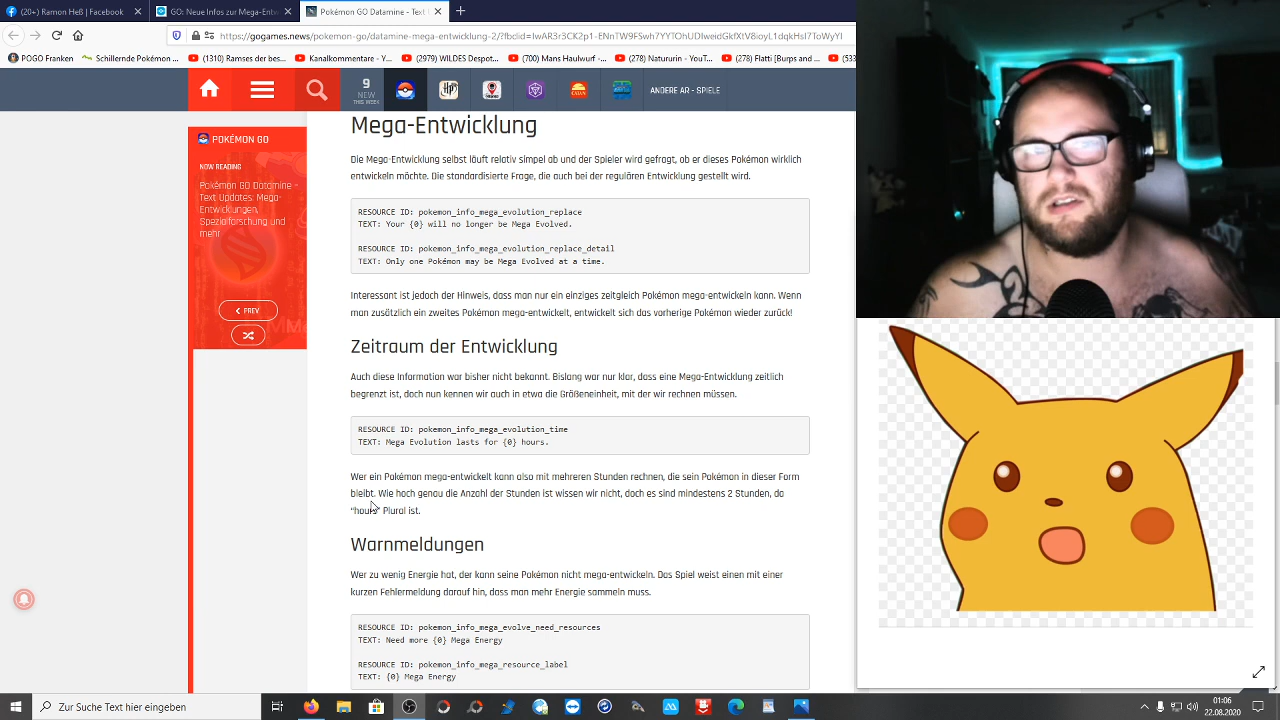 (20+) Ramon Heß | Facebook
GO: Neue Infos zur Mega-Entwic
Pokémon GO Datamine - Text U
https://gogames.news/pokemon-go/datamine-mega-entwicklung-2/?fbclid=IwAR3r3CK2p1-
POGO Franken
Schillernde Pokémon ...
(1310) Ramses der bes...
Kanalkommentare - Y...
(2979) WILDES Despot...
(700) Mans Haulwurf -...
(278) Natururin - YouT...
(278) Flatti [Burps and ...
(533
9
NEW
THIS WEEK
ANDERE AR - SPIELE
POKÉMON GO
NOW READING
Pokémon GO Datamine –
Text Updates: Mega-
Entwicklungen,
Spezialforschung und
mehr
PREV
Mega-Entwicklung
Die Mega-Entwicklung selbst läuft relativ simpel ab und der Spieler wird gefragt, ob er dieses Pokémon wirklich
entwickeln möchte. Die standardisierte Frage, die auch bei der regulären Entwicklung gestellt wird.
RESOURCE ID: pokemon_info_mega_evolution_replace
TEXT: Your {0} will no longer be Mega Evolved.
RESOURCE ID: pokemon_info_mega_evolution_replace_detail
TEXT: Only one Pokémon may be Mega Evolved at a time.
Interessant ist jedoch der Hinweis, dass man nur ein einziges zeitgleich Pokémon mega-entwickeln kann. Wenn
man zusätzlich ein zweites Pokémon mega-entwickelt, entwickelt sich das vorherige Pokémon wieder zurück!
Zeitraum der Entwicklung
Auch diese Information war bisher nicht bekannt. Bislang war nur klar, dass eine Mega-Entwicklung zeitlich
begrenzt ist, doch nun kennen wir auch in etwa die Größeneinheit, mit der wir rechnen müssen.
RESOURCE ID: pokemon_info_mega_evolution_time
TEXT: Mega Evolution lasts for {0} hours.
Wer ein Pokémon mega-entwickelt kann also mit mehreren Stunden rechnen, die sein Pokémon in dieser Form
bleibt. Wie hoch genau die Anzahl der Stunden ist wissen wir nicht, doch es sind mindestens 2 Stunden, da
"hours" Plural ist.
Warnmeldungen
Wer zu wenig Energie hat, der kann seine Pokémon nicht mega-entwickeln. Das Spiel weist einen mit einer
kurzen Fehlermeldung darauf hin, dass man mehr Energie sammeln muss.
RESOURCE ID: pokemon_info_mega_evolve_need_resources
TEXT: Need more {0} Mega Energy
RESOURCE ID: pokemon_info_mega_resource_label
TEXT: {0} Mega Energy
Zur Suche Text hier eingeben
01:06
22.08.2020